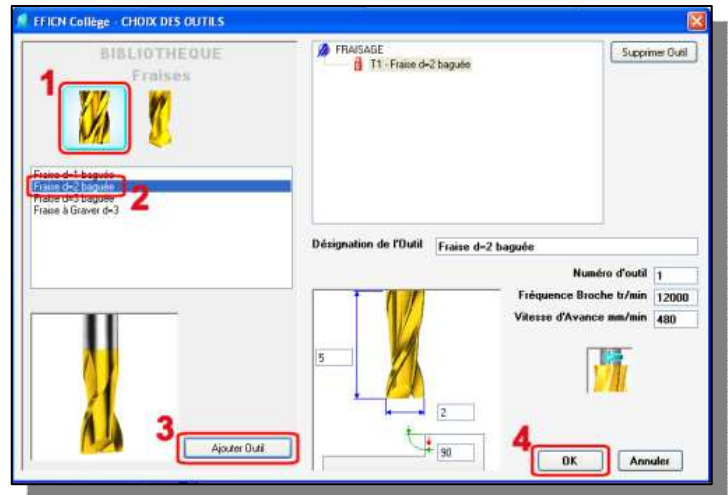 EFICN Collège - CHOIX DES OUTILS
BIBLIOTHEQUE
Fraises
1
Fraise d=1 baguée
Fraise d=2 baguée
2
Fraise d=3 baguée
Fraise à Graver d=3
3
Ajouter Outil
FRAISAGE
T1 - Fraise d=2 baguée
Supprimer Outil
Désignation de l'Outil
Fraise d=2 baguée
Numéro d'outil
1
Fréquence Broche tr/min
12000
Vitesse d'Avance mm/min
480
5
2
90
4
OK
Annuler